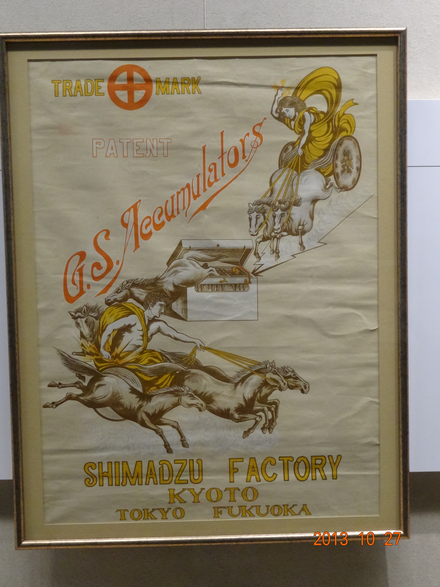 TRADE MARK
PATENT
G.S. Accumulators
SHIMADZU FACTORY
KYOTO
TOKYO FUKUOKA
2013 10 27